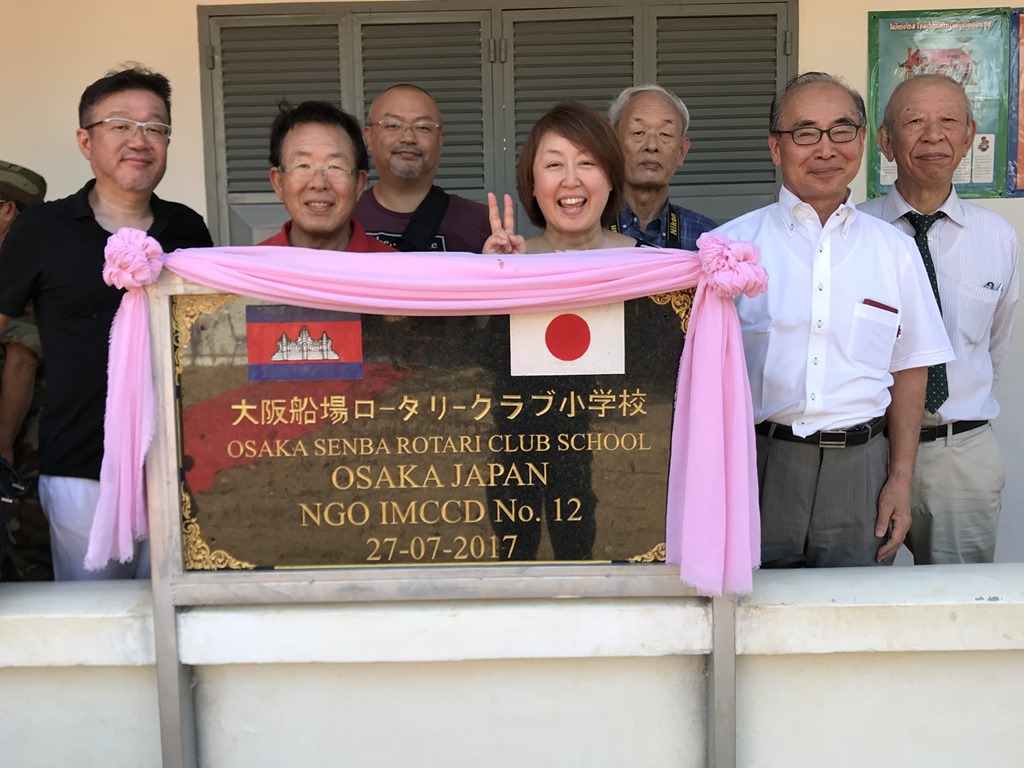 大阪船場ロータリークラブ小学校
OSAKA SENBA ROTARI CLUB SCHOOL
OSAKA JAPAN
NGO IMCCD No. 12
27-07-2017
Nikon